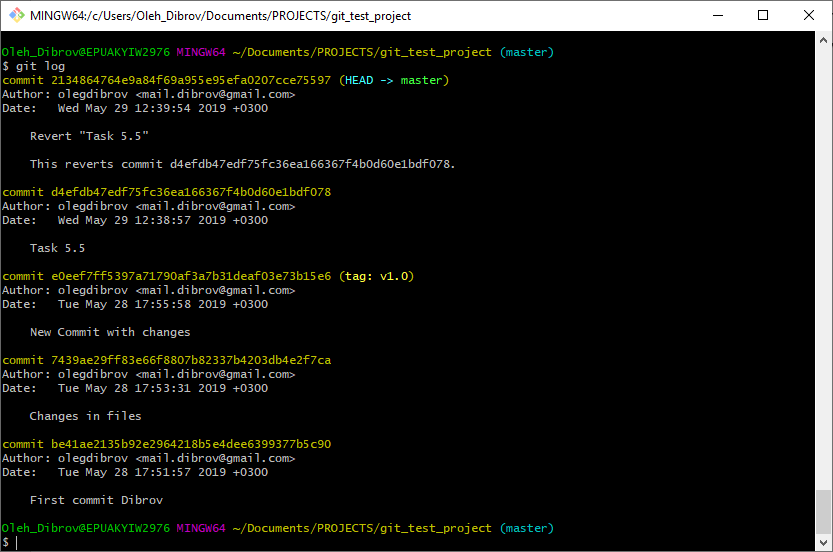 MINGW64:/c/Users/Oleh_Dibrov/Documents/PROJECTS/git_test_project
Oleh_Dibrov@EPUAKYIW2976 MINGW64 ~/Documents/PROJECTS/git_test_project (master)
$ git log
commit 2134864764e9a84f69a955e95efa0207cce75597 (HEAD -> master)
Author: olegdibrov <mail.dibrov@gmail.com>
Date:   Wed May 29 12:39:54 2019 +0300
    Revert "Task 5.5"
    This reverts commit d4efdb47edf75fc36ea166367f4b0d60e1bdf078.
commit d4efdb47edf75fc36ea166367f4b0d60e1bdf078
Author: olegdibrov <mail.dibrov@gmail.com>
Date:   Wed May 29 12:38:57 2019 +0300
    Task 5.5
commit e0eef7ff5397a71790af3a7b31deaf03e73b15e6 (tag: v1.0)
Author: olegdibrov <mail.dibrov@gmail.com>
Date:   Tue May 28 17:55:58 2019 +0300
    New Commit with changes
commit 7439ae29ff83e66f8807b82337b4203db4e2f7ca
Author: olegdibrov <mail.dibrov@gmail.com>
Date:   Tue May 28 17:53:31 2019 +0300
    Changes in files
commit be41ae2135b92e2964218b5e4dee6399377b5c90
Author: olegdibrov <mail.dibrov@gmail.com>
Date:   Tue May 28 17:51:57 2019 +0300
    First commit Dibrov
Oleh_Dibrov@EPUAKYIW2976 MINGW64 ~/Documents/PROJECTS/git_test_project (master)
$